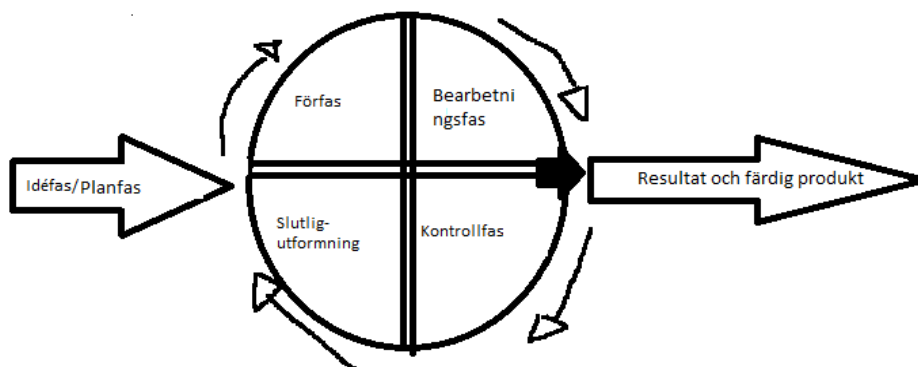 Förfas
Bearbetni
ngsfas
Idéfas/Planfas
Resultat och färdig produkt
Slutlig-
utformning
Kontrollfas